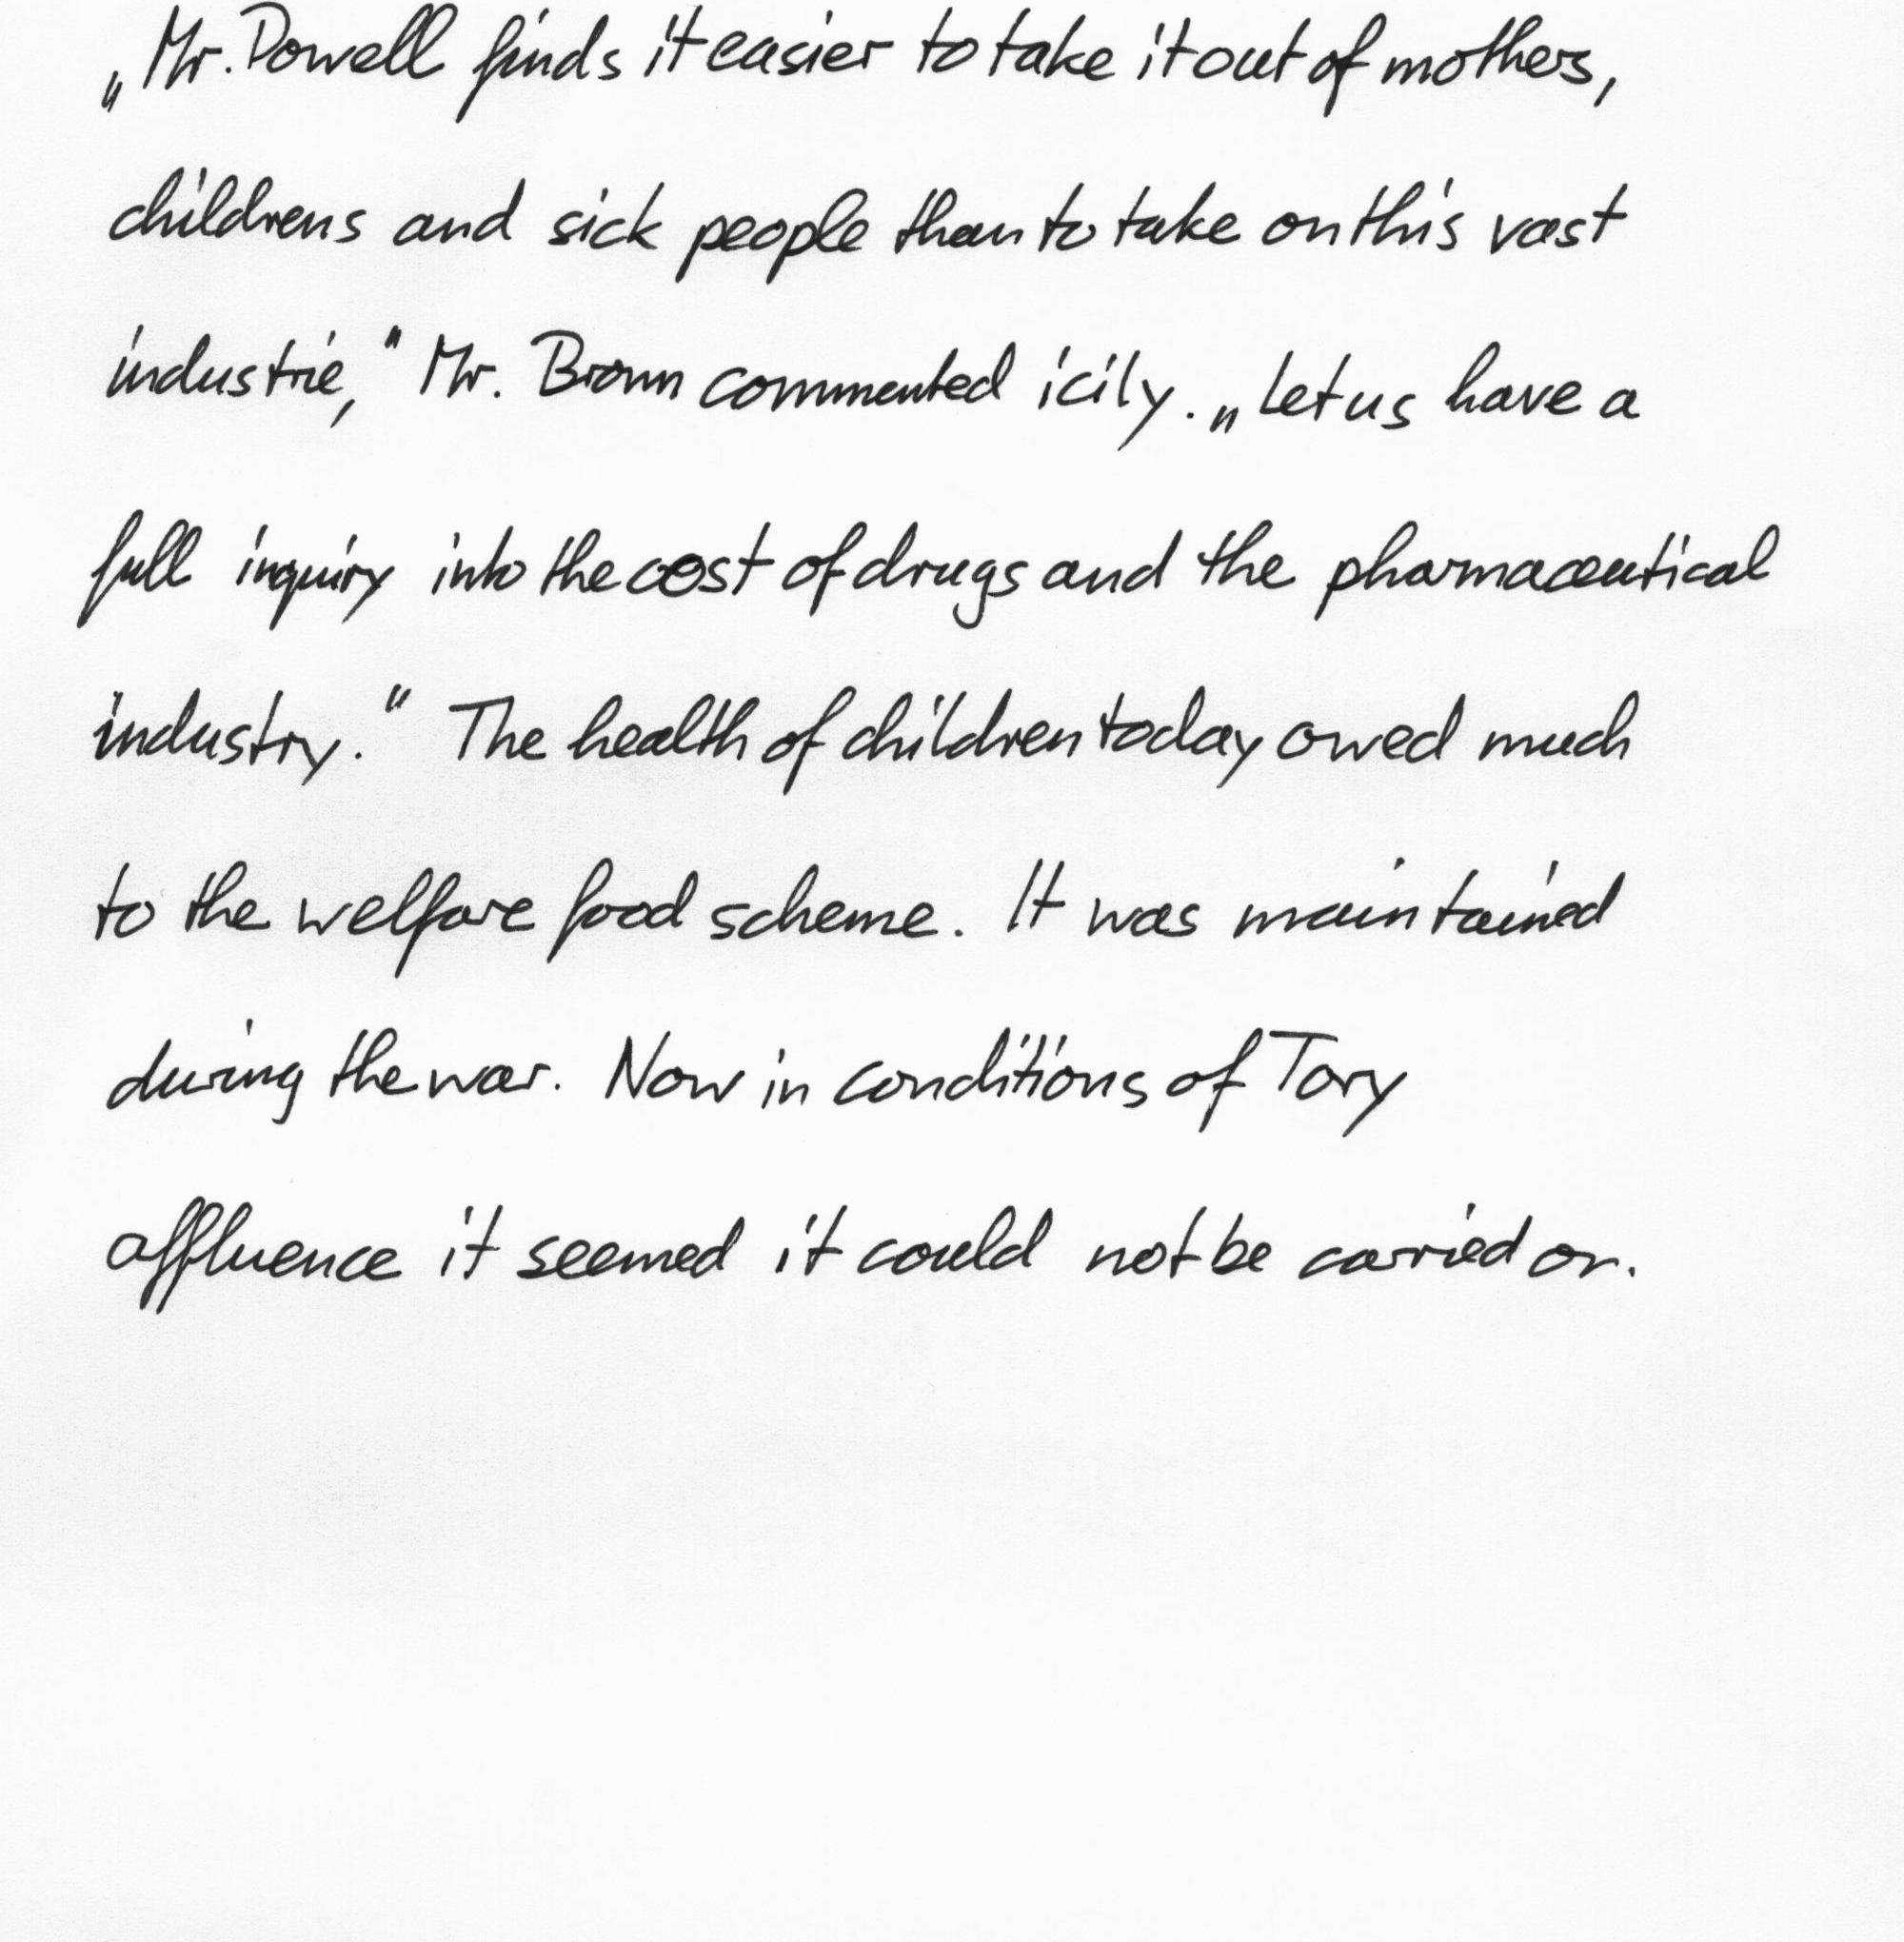 „Mr. Powell finds it easier to take it out of mothers,
childrens and sick people than to take on this vast
industrie,“ Mr. Brown commented icily. „Let us have a
full inquiry into the cost of drugs and the pharmaceutical
industry.“ The health of children today owed much
to the welfare food scheme. It was maintained
during the war. Now in conditions of Tory
affluence it seemed it could not be carried on.